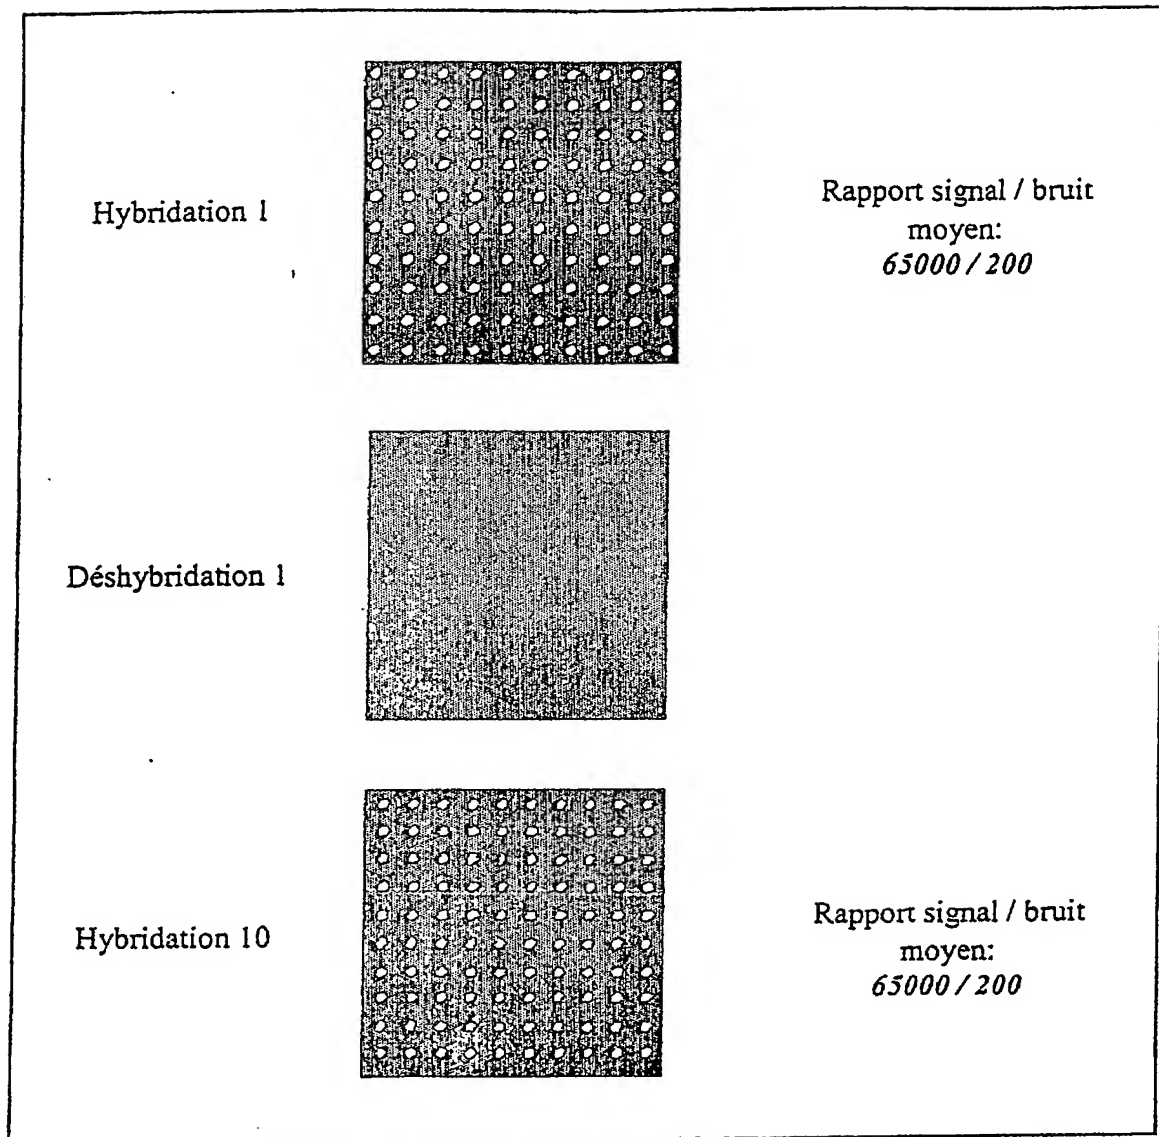 Hybridation 1
Rapport signal / bruit
moyen:
65000 / 200
Déshybridation 1
Hybridation 10
Rapport signal / bruit
moyen:
65000 / 200